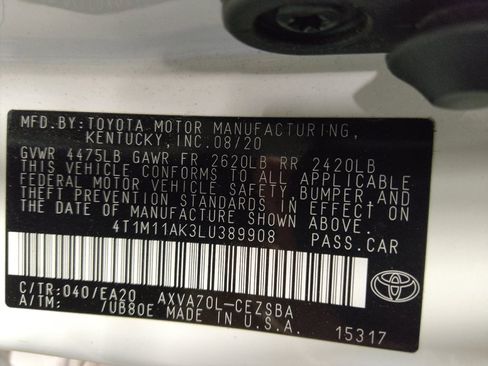 MFD.BY:TOYOTA MOTOR MANUFACTURING,
KENTUCKY,INC.08/20
GVWR 4475LB GAWR FR 2620LB RR 2420LB
THIS VEHICLE CONFORMS TO ALL APPLICABLE
FEDERAL MOTOR VEHICLE SAFETY, BUMPER AND
THEFT PREVENTION STANDARDS IN EFFECT ON
THE DATE OF MANUFACTURE SHOWN ABOVE.
4T1M11AK3LU389908 PASS.CAR
C/TR:040/EA20 AXVA70L-CEZSBA
A/TM: /UB80E MADE IN U.S.A. 15317